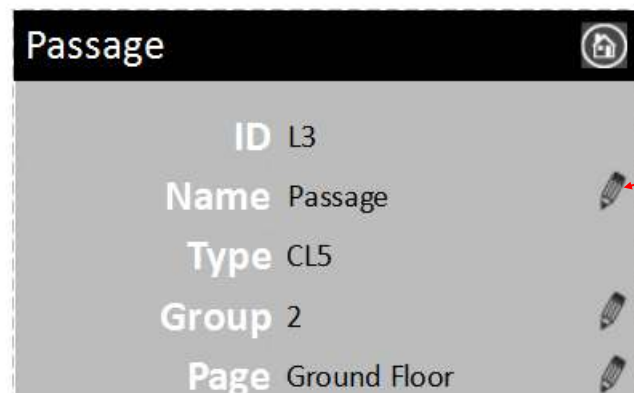 Passage
ID L3
Name Passage
Type CL5
Group 2
Page Ground Floor